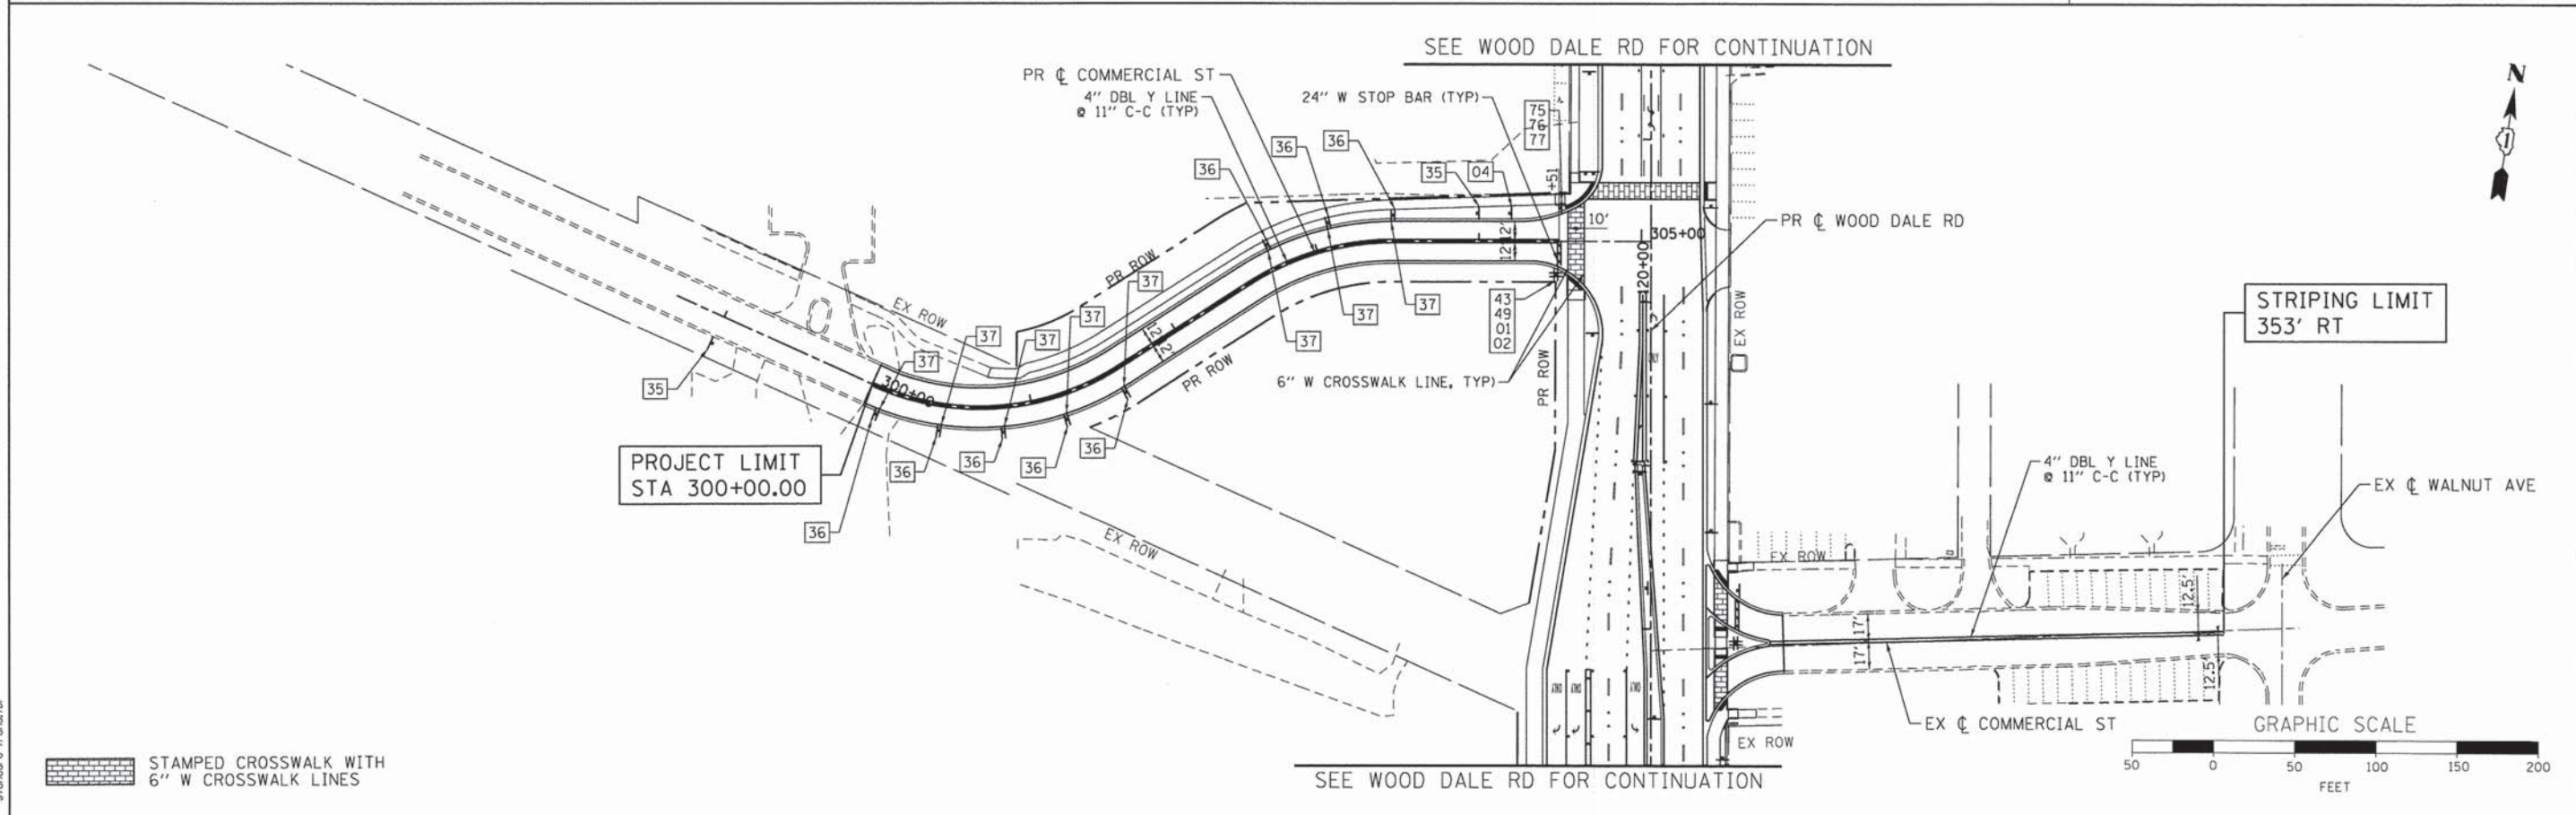 SEE WOOD DALE RD FOR CONTINUATION
PR ℄ COMMERCIAL ST
4" DBL Y LINE
@ 11" C-C (TYP)
24" W STOP BAR (TYP)
75
76
77
N
36
36
36
35
04
+51
10'
12'
12'
305+00
PR ℄ WOOD DALE RD
120+00
PR ROW
37
37
37
37
37
37
37
37
EX ROW
12'
12'
PR ROW
43
49
01
02
6" W CROSSWALK LINE, TYP)
PR ROW
EX ROW
ONLY
STRIPING LIMIT
353' RT
35
300+00
PROJECT LIMIT
STA 300+00.00
36
36
36
36
36
EX ROW
4" DBL Y LINE
@ 11" C-C (TYP)
EX ℄ WALNUT AVE
EX ROW
12.5'
17'
17'
12.5'
ONLY
ONLY
ONLY
EX ℄ COMMERCIAL ST
EX ROW
GRAPHIC SCALE
50 0 50 100 150 200
FEET
STAMPED CROSSWALK WITH
6" W CROSSWALK LINES
SEE WOOD DALE RD FOR CONTINUATION